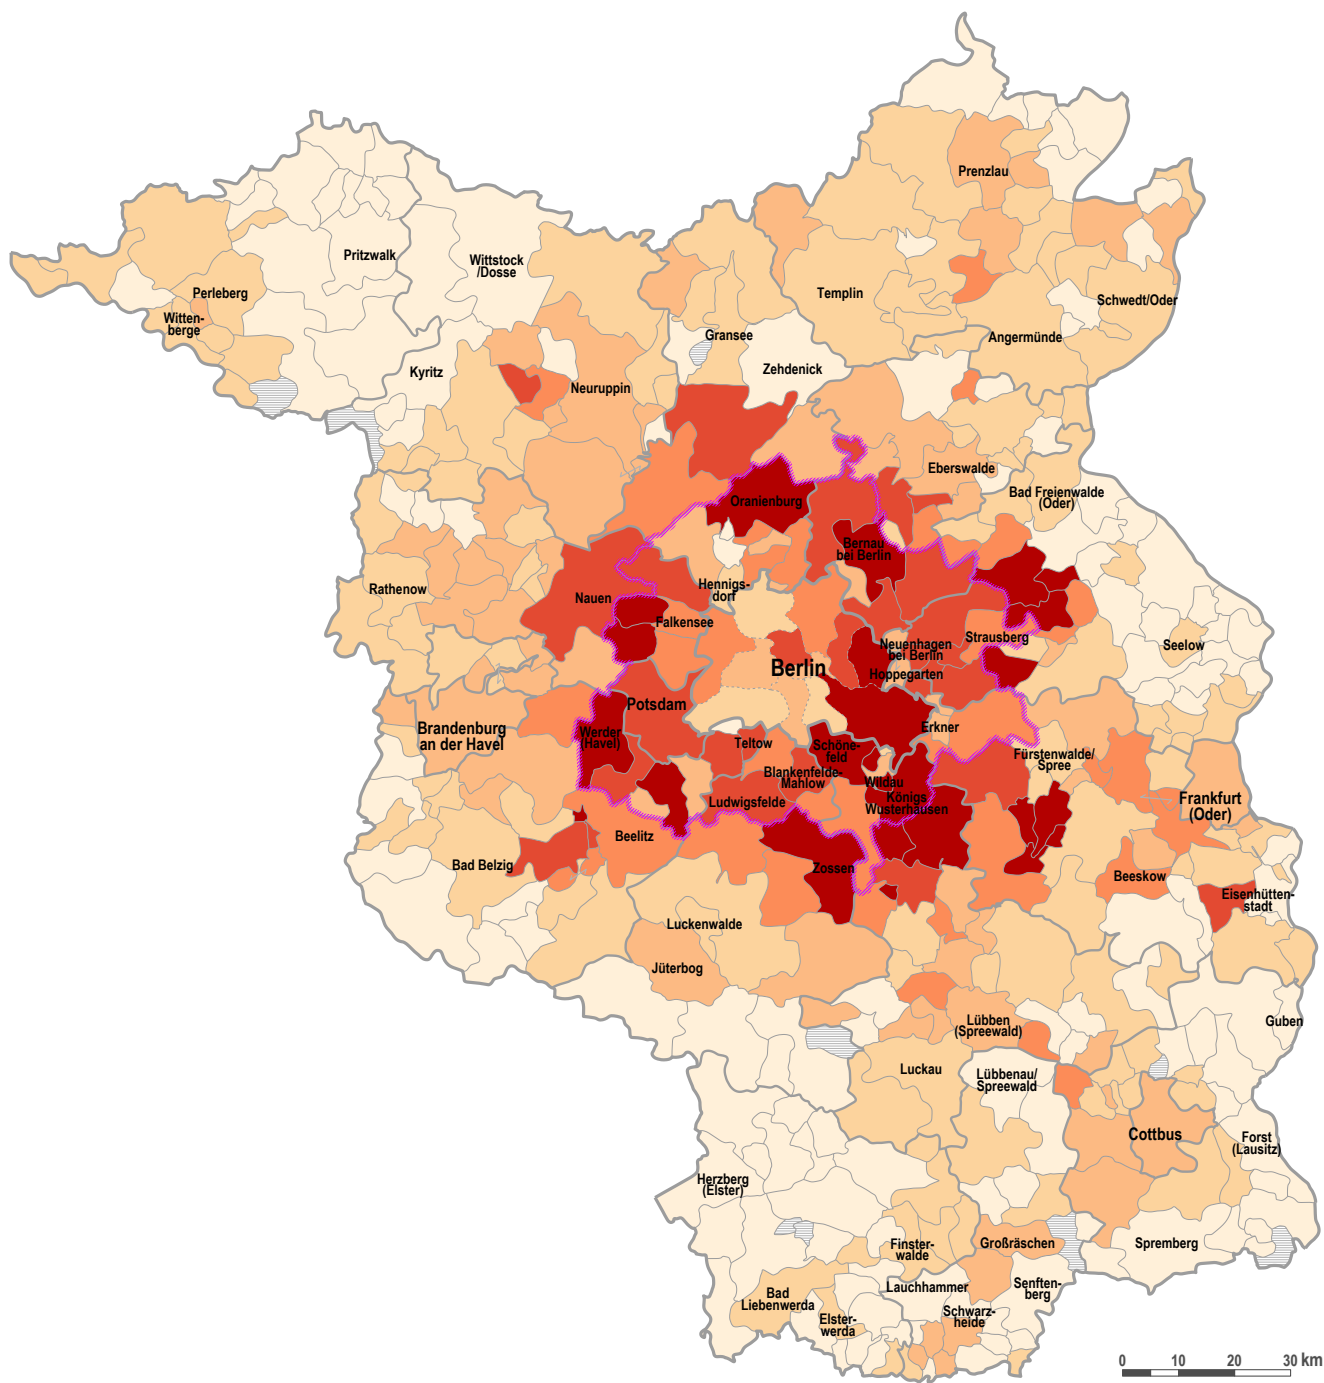 Prenzlau
Pritzwalk
Wittstock
/Dosse
Perleberg
Templin
Schwedt/Oder
Witten-
berge
Gransee
Angermünde
Kyritz
Zehdenick
Neuruppin
Eberswalde
Oranienburg
Bad Freienwalde
(Oder)
Bernau
bei Berlin
Rathenow
Nauen
Hennigs-
dorf
Falkensee
Strausberg
Neuenhagen
bei Berlin
Seelow
Berlin
Hoppegarten
Potsdam
Brandenburg
an der Havel
Werder
(Havel)
Erkner
Teltow
Schöne-
feld
Fürstenwalde/
Spree
Blankenfelde-
Mahlow
Wildau
Ludwigsfelde
Königs
Wusterhausen
Frankfurt
(Oder)
Beelitz
Bad Belzig
Zossen
Beeskow
Eisenhütten-
stadt
Luckenwalde
Jüterbog
Lübben
(Spreewald)
Guben
Luckau
Lübbenau/
Spreewald
Cottbus
Forst
(Lausitz)
Herzberg
(Elster)
Finster-
walde
Großräschen
Spremberg
Lauchhammer
Senften-
berg
Bad
Liebenwerda
Schwarz-
heide
Elster-
werda
0 10 20 30 km